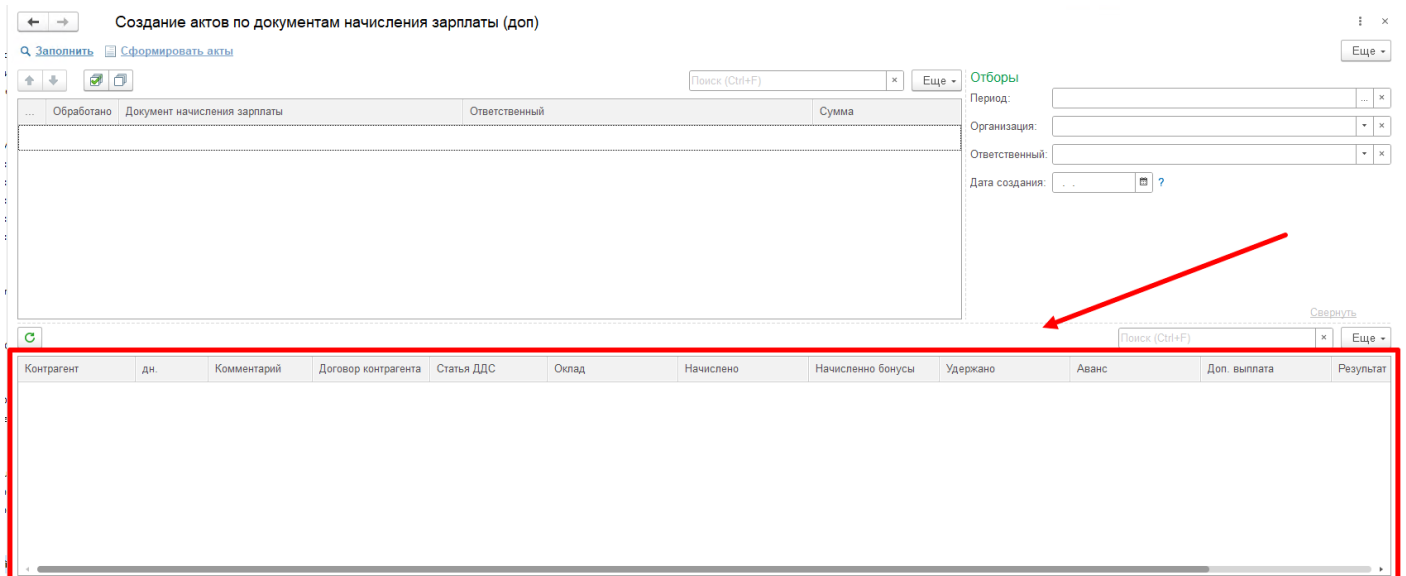 Создание актов по документам начисления зарплаты (доп)
Заполнить Сформировать акты Еще
Поиск (Ctrl+F) × Еще
... Обработано Документ начисления зарплаты Ответственный Сумма
Отборы
Период: ... ×
Организация: ×
Ответственный: ×
Дата создания: . . ?
Свернуть
Поиск (Ctrl+F) × Еще
Контрагент дн. Комментарий Договор контрагента Статья ДДС Оклад Начислено Начисленно бонусы Удержано Аванс Доп. выплата Результат